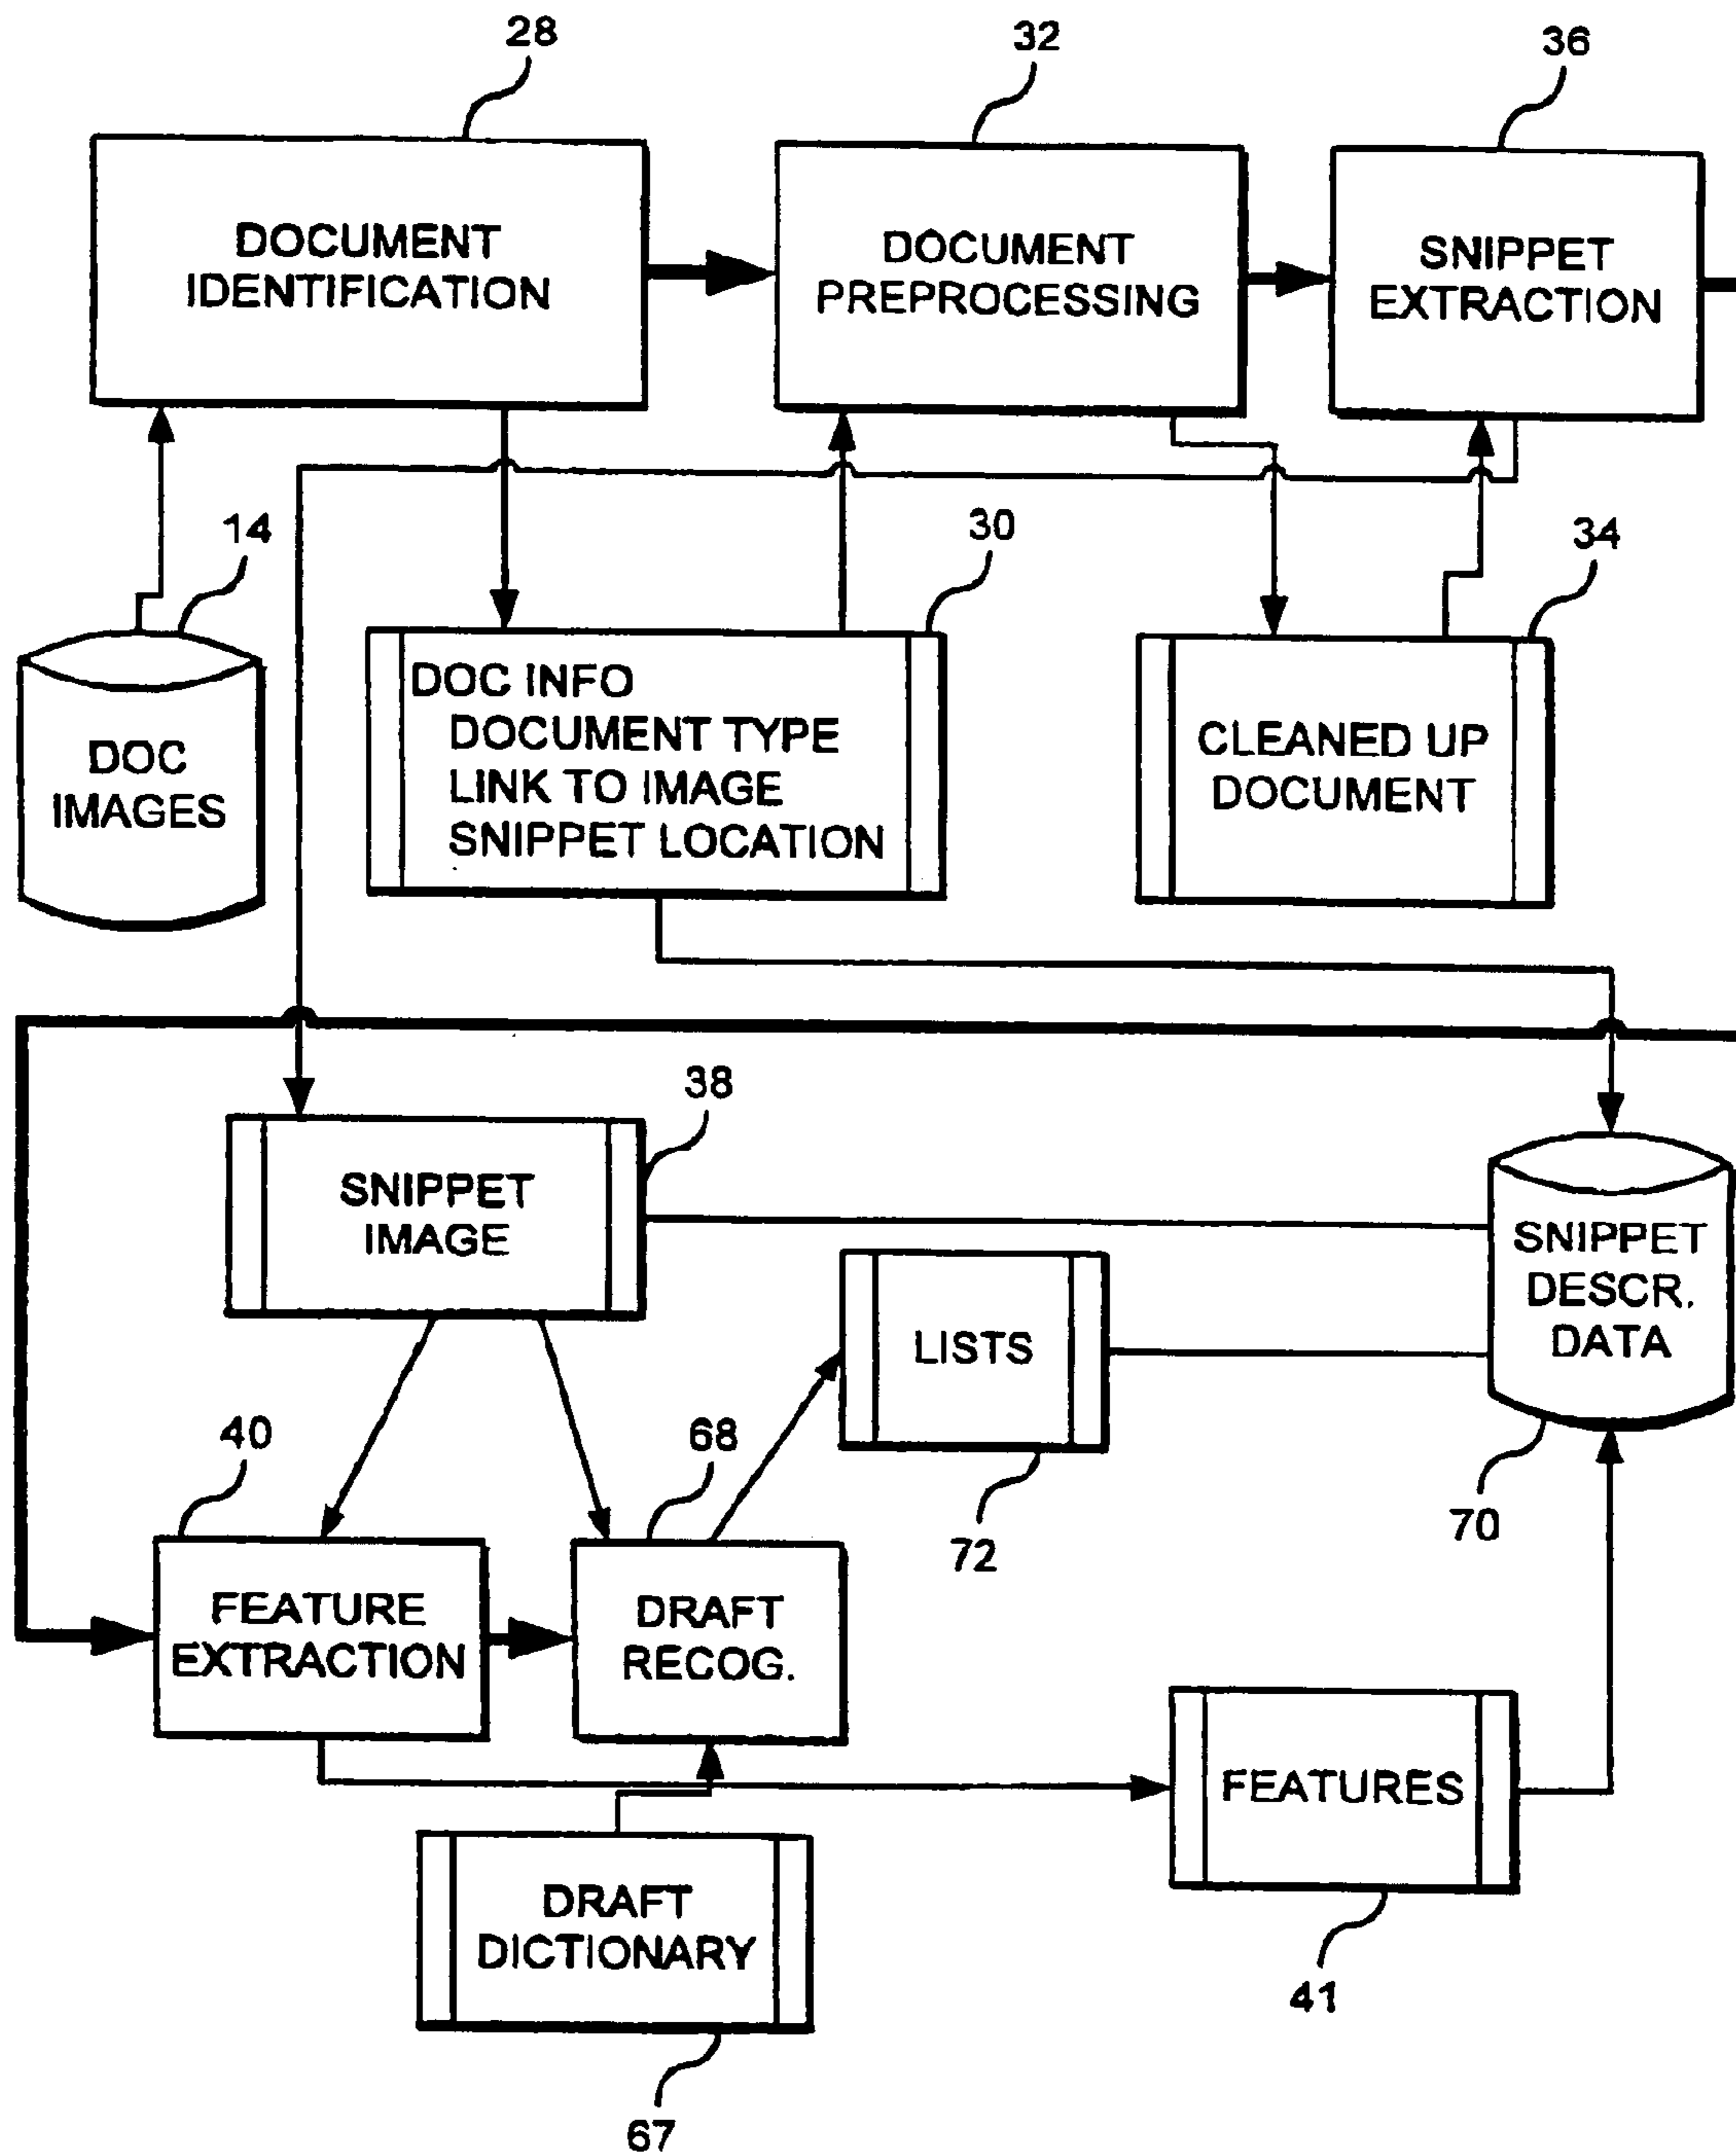 28
32
36
DOCUMENT
IDENTIFICATION
DOCUMENT
PREPROCESSING
SNIPPET
EXTRACTION
14
30
34
DOC
IMAGES
DOC INFO
DOCUMENT TYPE
LINK TO IMAGE
SNIPPET LOCATION
CLEANED UP
DOCUMENT
38
SNIPPET
IMAGE
SNIPPET
DESCR.
DATA
LISTS
40
68
72
70
FEATURE
EXTRACTION
DRAFT
RECOG.
FEATURES
DRAFT
DICTIONARY
41
67